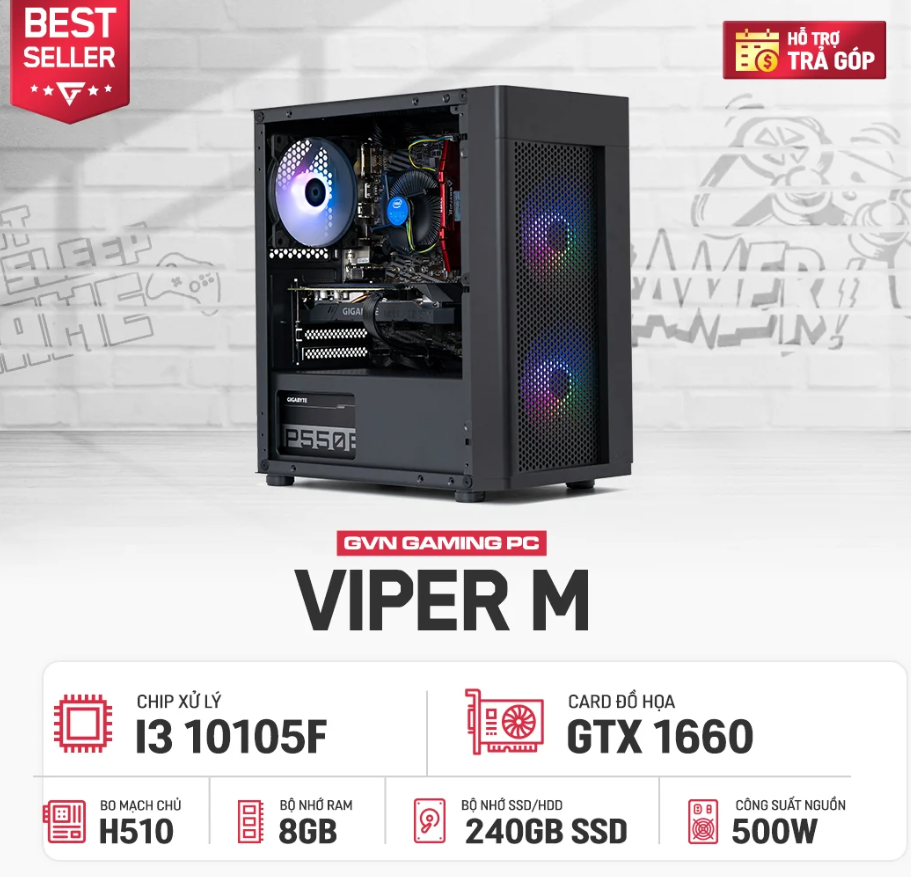 BEST
SELLER
HỖ TRỢ
TRẢ GÓP
SLEEP
GAMER!
GIGABYTE
P550B
GVN GAMING PC
VIPER M
CHIP XỬ LÝ
I3 10105F
CARD ĐỒ HỌA
GTX 1660
BO MẠCH CHỦ
H510
BỘ NHỚ RAM
8GB
BỘ NHỚ SSD/HDD
240GB SSD
CÔNG SUẤT NGUỒN
500W